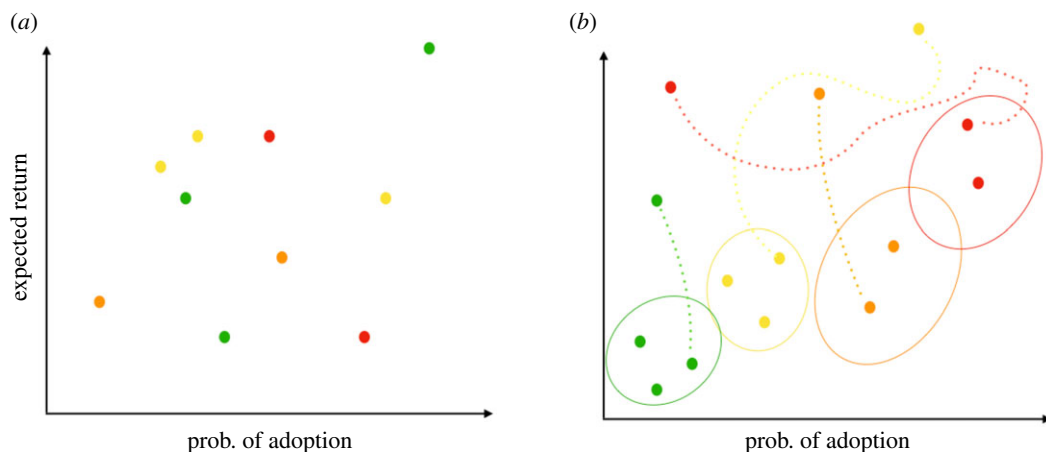 (a)
(b)
expected return
prob. of adoption
prob. of adoption